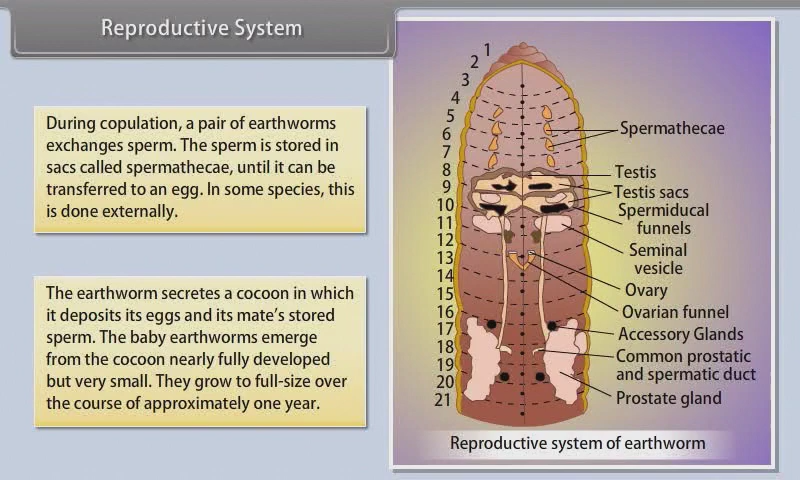 Reproductive System
During copulation, a pair of earthworms
exchanges sperm. The sperm is stored in
sacs called spermathecae, until it can be
transferred to an egg. In some species, this
is done externally.
The earthworm secretes a cocoon in which
it deposits its eggs and its mate's stored
sperm. The baby earthworms emerge
from the cocoon nearly fully developed
but very small. They grow to full-size over
the course of approximately one year.
1
2
3
4
5
6
7
8
9
10
11
12
13
14
15
16
17
18
19
20
21
Spermathecae
Testis
Testis sacs
Spermiducal
funnels
Seminal
vesicle
Ovary
Ovarian funnel
Accessory Glands
Common prostatic
and spermatic duct
Prostate gland
Reproductive system of earthworm